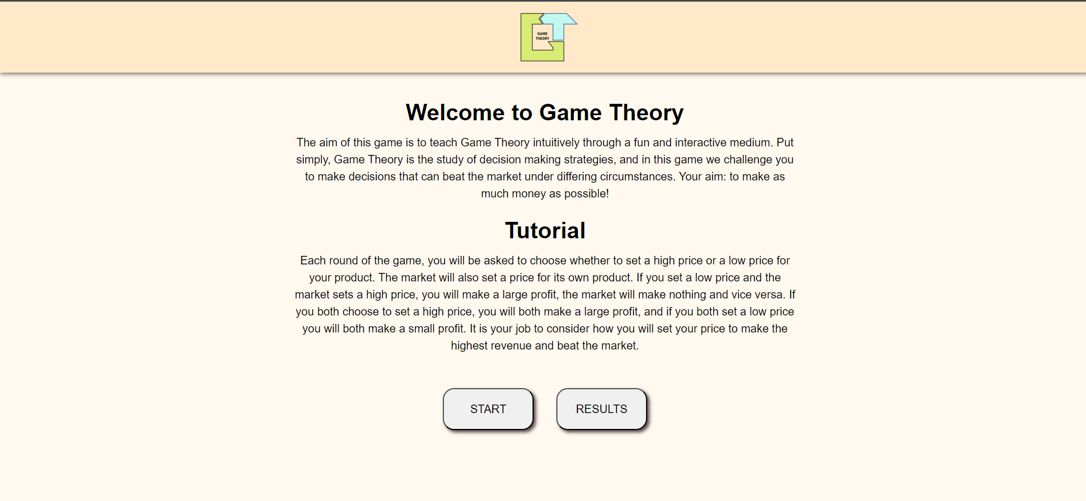 GAME
THEORY
Welcome to Game Theory
The aim of this game is to teach Game Theory intuitively through a fun and interactive medium. Put
simply, Game Theory is the study of decision making strategies, and in this game we challenge you
to make decisions that can beat the market under differing circumstances. Your aim: to make as
much money as possible!
Tutorial
Each round of the game, you will be asked to choose whether to set a high price or a low price for
your product. The market will also set a price for its own product. If you set a low price and the
market sets a high price, you will make a large profit, the market will make nothing and vice versa. If
you both choose to set a high price, you will both make a large profit, and if you both set a low price
you will both make a small profit. It is your job to consider how you will set your price to make the
highest revenue and beat the market.
START
RESULTS